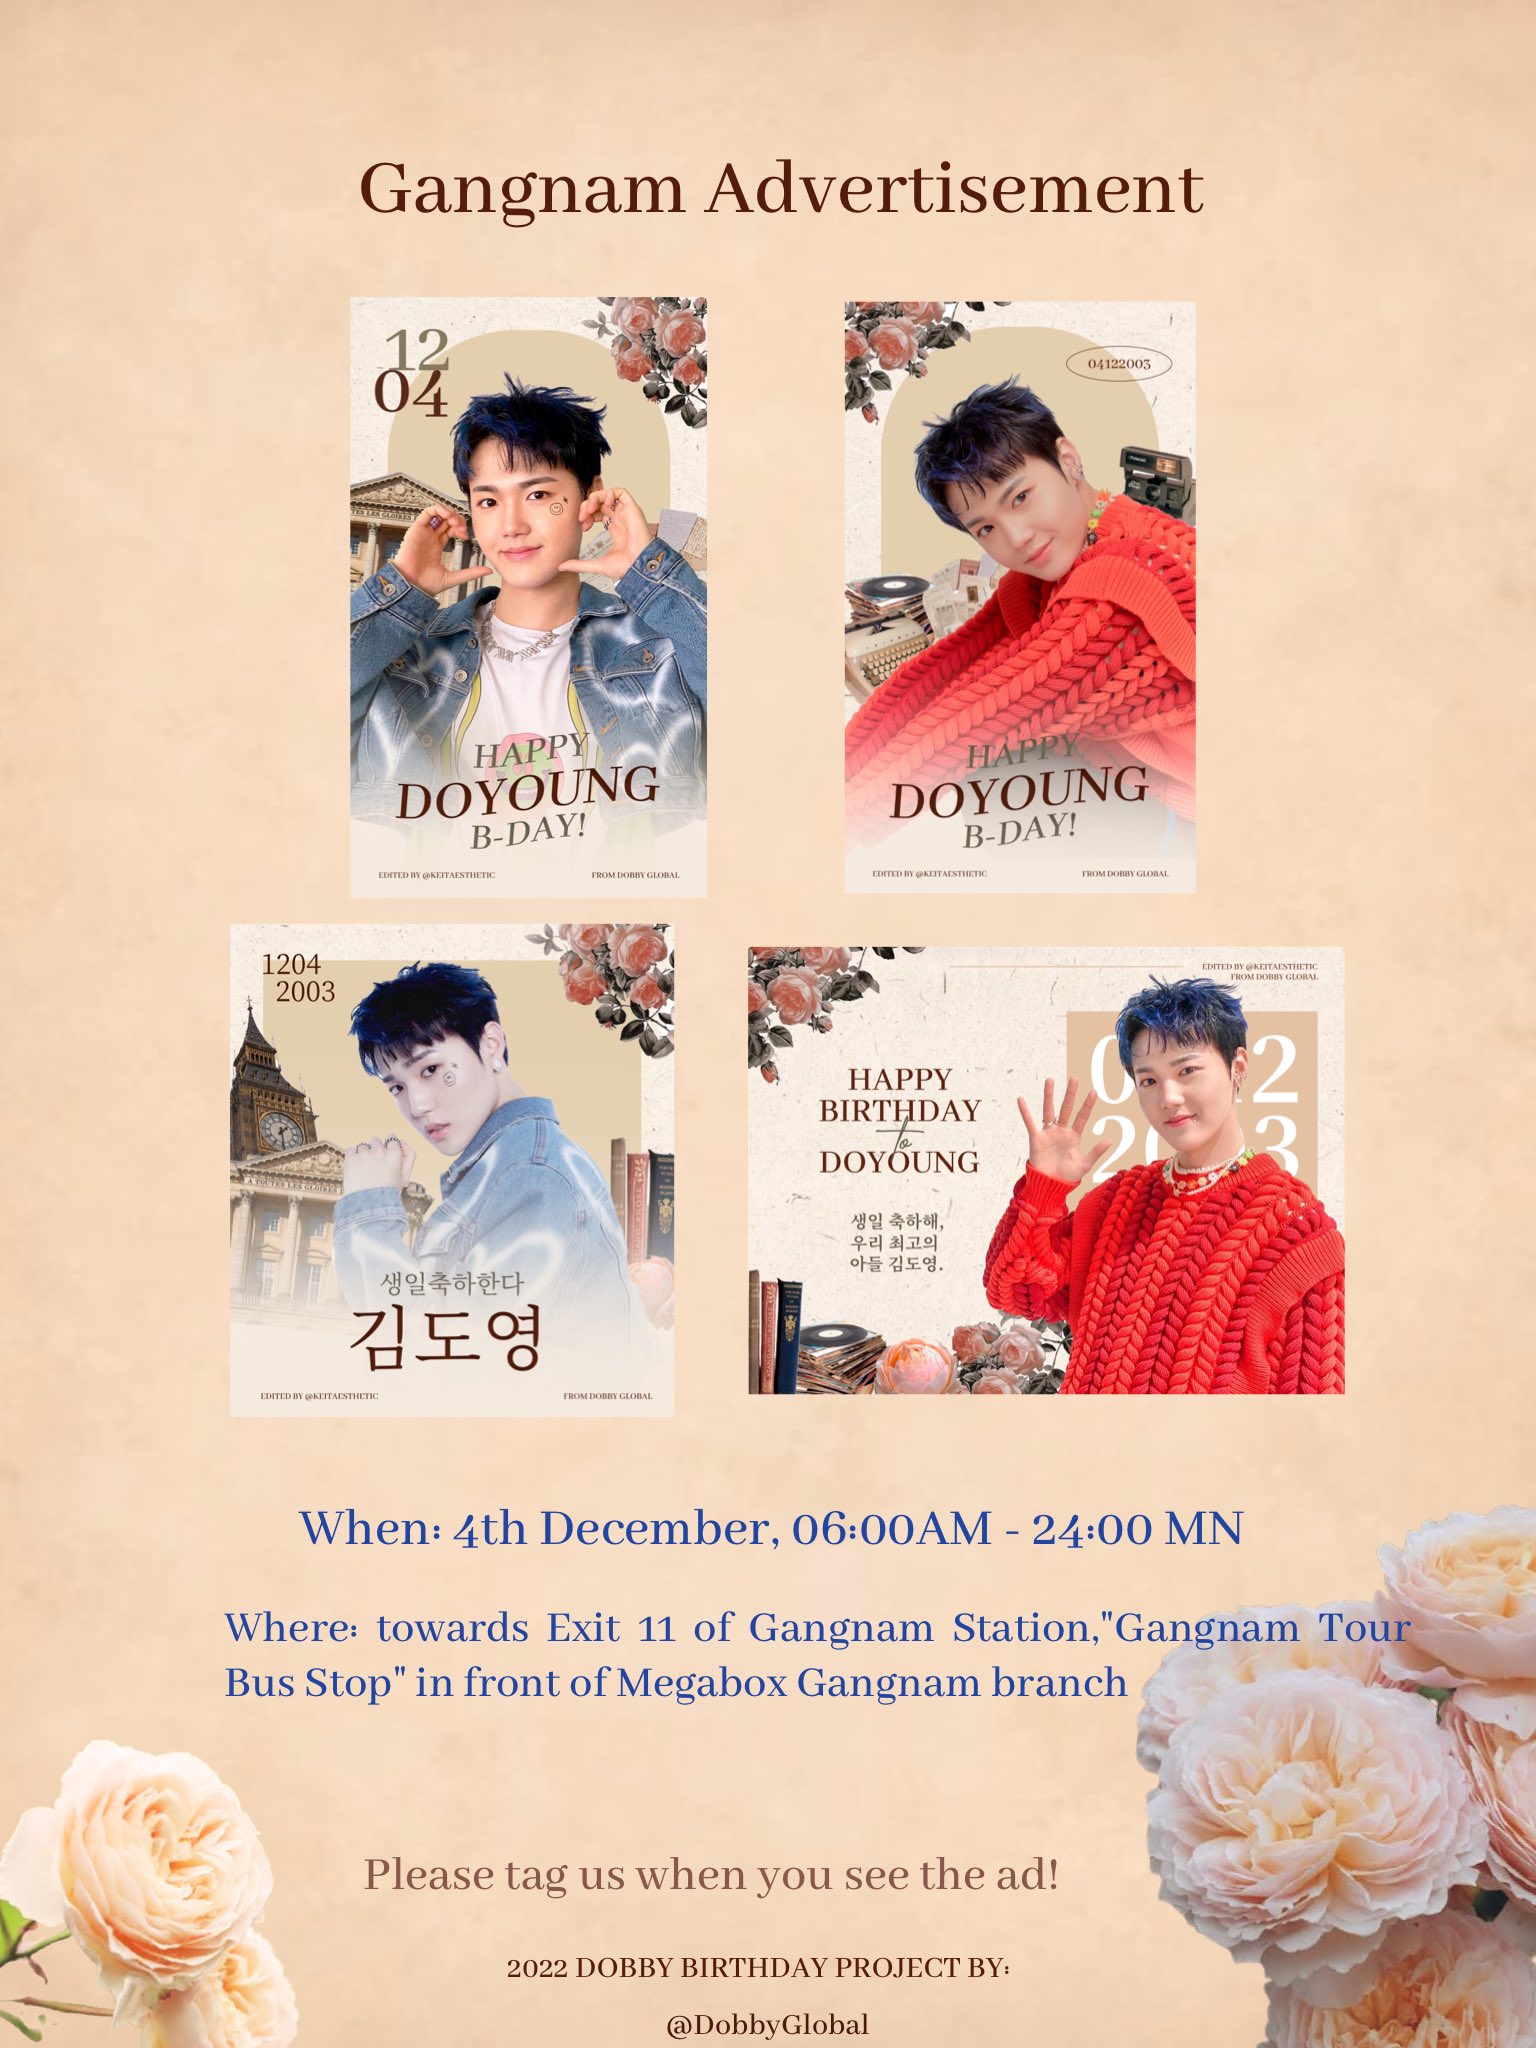 Gangnam Advertisement
12
04
HAPPY
DOYOUNG
B-DAY!
EDITED BY @KEITAESTHETIC
FROM DOBBY GLOBAL
04122003
HAPPY
DOYOUNG
B-DAY!
EDITED BY @KEITAESTHETIC
FROM DOBBY GLOBAL
1204
2003
A TOUTES LES GLOIRES D
생일축하한다
김도영
EDITED BY @KEITAESTHETIC
FROM DOBBY GLOBAL
EDITED BY @KEITAESTHETIC
FROM DOBBY GLOBAL
HAPPY
BIRTHDAY
to
DOYOUNG
생일 축하해,
우리 최고의
아들 김도영.
When: 4th December, 06:00AM - 24:00 MN
Where: towards Exit 11 of Gangnam Station,"Gangnam Tour
Bus Stop" in front of Megabox Gangnam branch
Please tag us when you see the ad!
2022 DOBBY BIRTHDAY PROJECT BY:
@DobbyGlobal